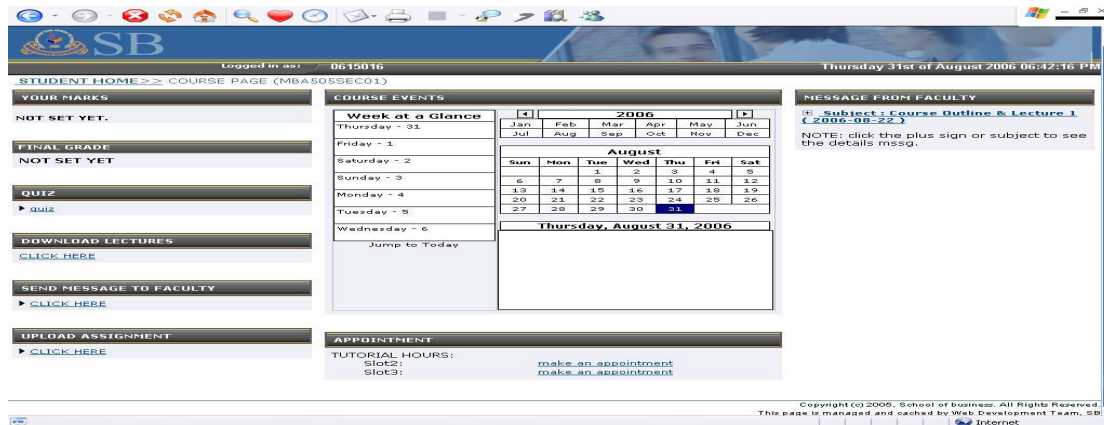 SB
Logged in as: 0615016
Thursday 31st of August 2006 06:42:16 PM
STUDENT HOME>> COURSE PAGE (MBA505SEC01)
YOUR MARKS
NOT SET YET.
FINAL GRADE
NOT SET YET
QUIZ
quiz
DOWNLOAD LECTURES
CLICK HERE
SEND MESSAGE TO FACULTY
CLICK HERE
UPLOAD ASSIGNMENT
CLICK HERE
COURSE EVENTS
Week at a Glance
Thursday - 31
Friday - 1
Saturday - 2
Sunday - 3
Monday - 4
Tuesday - 5
Wednesday - 6
Jump to Today
2006
Jan Feb Mar Apr May Jun
Jul Aug Sep Oct Nov Dec
August
Sun Mon Tue Wed Thu Fri Sat
1 2 3 4 5
6 7 8 9 10 11 12
13 14 15 16 17 18 19
20 21 22 23 24 25 26
27 28 29 30 31
Thursday, August 31, 2006
APPOINTMENT
TUTORIAL HOURS:
Slot2: make an appointment
Slot3: make an appointment
MESSAGE FROM FACULTY
Subject : Course Outline & Lecture 1
( 2006-08-22 )
NOTE: click the plus sign or subject to see
the details mssg.
Copyright (c) 2006, School of business. All Rights Reserved.
This page is managed and cached by Web Development Team, SB
Internet